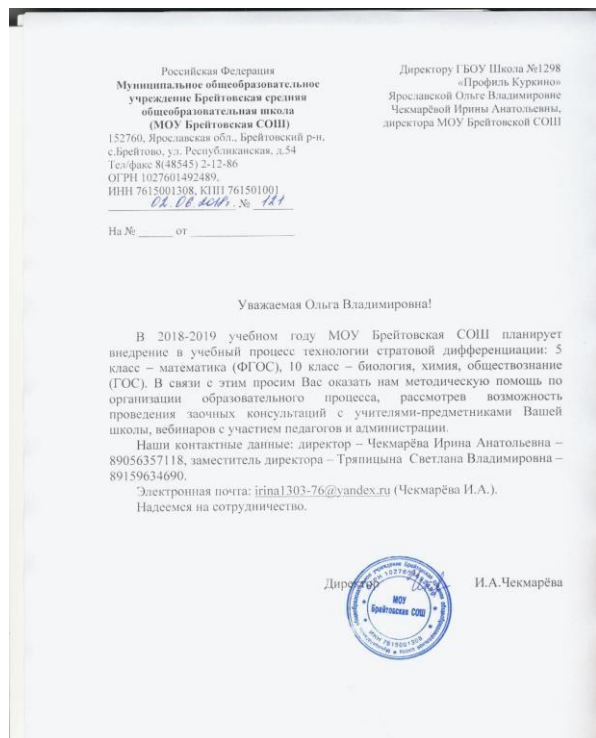 Российская Федерация
Муниципальное общеобразовательное
учреждение Брейтовская средняя
общеобразовательная школа
(МОУ Брейтовская СОШ)
152760, Ярославская обл., Брейтовский р-н,
с.Брейтово, ул. Республиканская, д.54
Тел/факс 8(48545) 2-12-86
ОГРН 1027601492489,
ИНН 7615001308, КПП 761501001
02.06.2018г. № 121
На № ______ от __________________
Директору ГБОУ Школа №1298
«Профиль Куркино»
Ярославской Ольге Владимировне
Чекмарёвой Ирины Анатольевны,
директора МОУ Брейтовской СОШ
Уважаемая Ольга Владимировна!
В 2018-2019 учебном году МОУ Брейтовская СОШ планирует
внедрение в учебный процесс технологии стратовой дифференциации: 5
класс – математика (ФГОС), 10 класс – биология, химия, обществознание
(ГОС). В связи с этим просим Вас оказать нам методическую помощь по
организации образовательного процесса, рассмотрев возможность
проведения заочных консультаций с учителями-предметниками Вашей
школы, вебинаров с участием педагогов и администрации.
Наши контактные данные: директор – Чекмарёва Ирина Анатольевна –
89056357118, заместитель директора – Тряпицына Светлана Владимировна –
89159634690.
Электронная почта: irina1303-76@yandex.ru (Чекмарёва И.А.).
Надеемся на сотрудничество.
Директор И.А.Чекмарёва
МОУ
Брейтовская СОШ
ИНН 7615001308